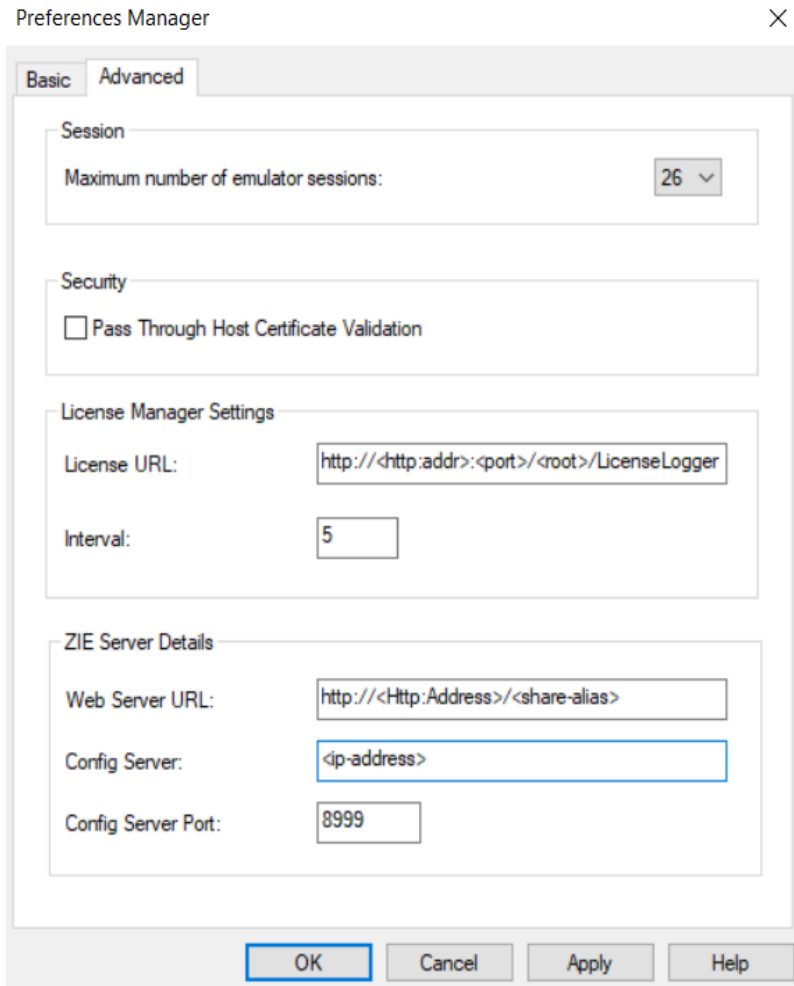 Preferences Manager
Basic Advanced
Session
Maximum number of emulator sessions: 26
Security
Pass Through Host Certificate Validation
License Manager Settings
License URL: http://<http:addr>:<port>/<root>/LicenseLogger
Interval: 5
ZIE Server Details
Web Server URL: http://<Http:Address>/<share-alias>
Config Server: <ip-address>
Config Server Port: 8999
OK Cancel Apply Help